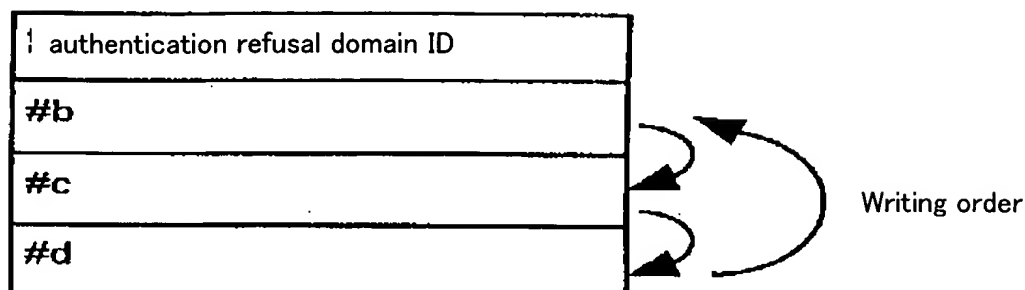 authentication refusal domain ID
#b
#c
#d
Writing order